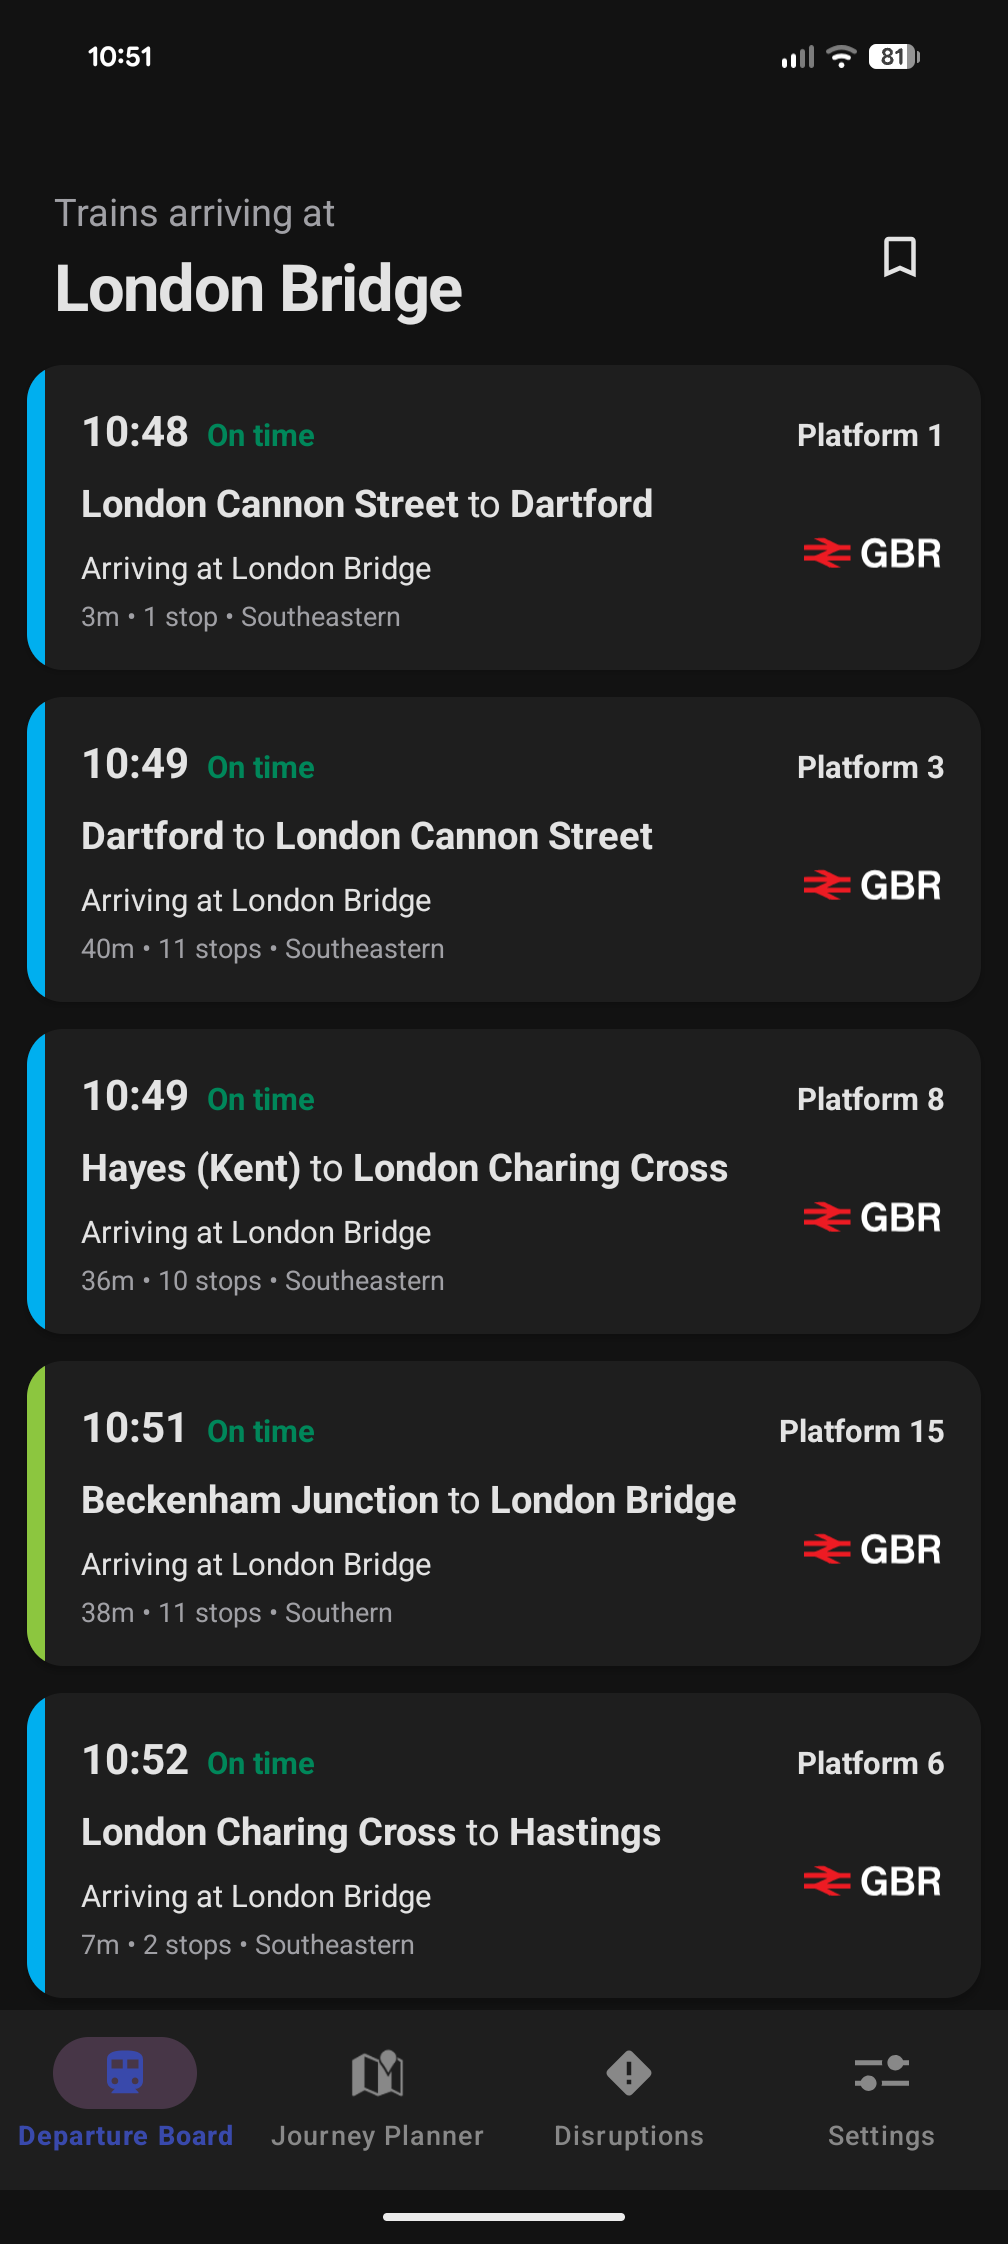 10:51
81
Trains arriving at
London Bridge
10:48 On time Platform 1
London Cannon Street to Dartford
GBR
Arriving at London Bridge
3m • 1 stop • Southeastern
10:49 On time Platform 3
Dartford to London Cannon Street
GBR
Arriving at London Bridge
40m • 11 stops • Southeastern
10:49 On time Platform 8
Hayes (Kent) to London Charing Cross
GBR
Arriving at London Bridge
36m • 10 stops • Southeastern
10:51 On time Platform 15
Beckenham Junction to London Bridge
GBR
Arriving at London Bridge
38m • 11 stops • Southern
10:52 On time Platform 6
London Charing Cross to Hastings
GBR
Arriving at London Bridge
7m • 2 stops • Southeastern
Departure Board Journey Planner Disruptions Settings